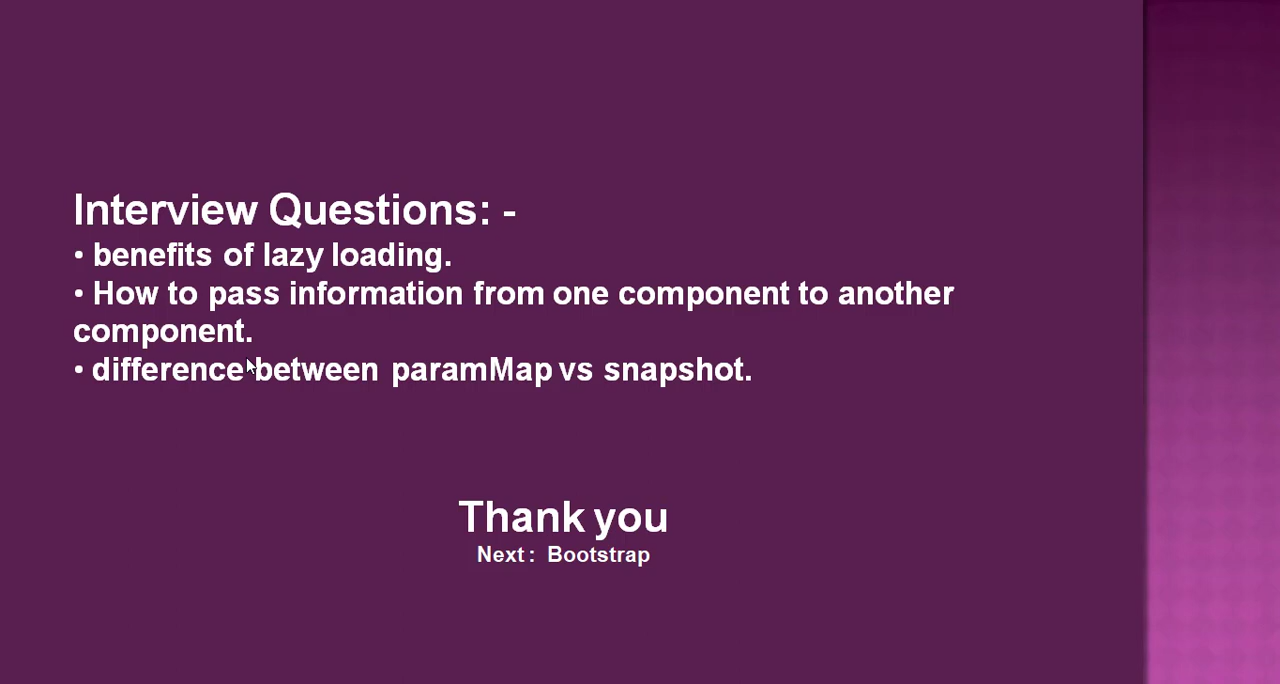 Interview Questions: -
• benefits of lazy loading.
• How to pass information from one component to another
component.
• difference between paramMap vs snapshot.
Thank you
Next : Bootstrap